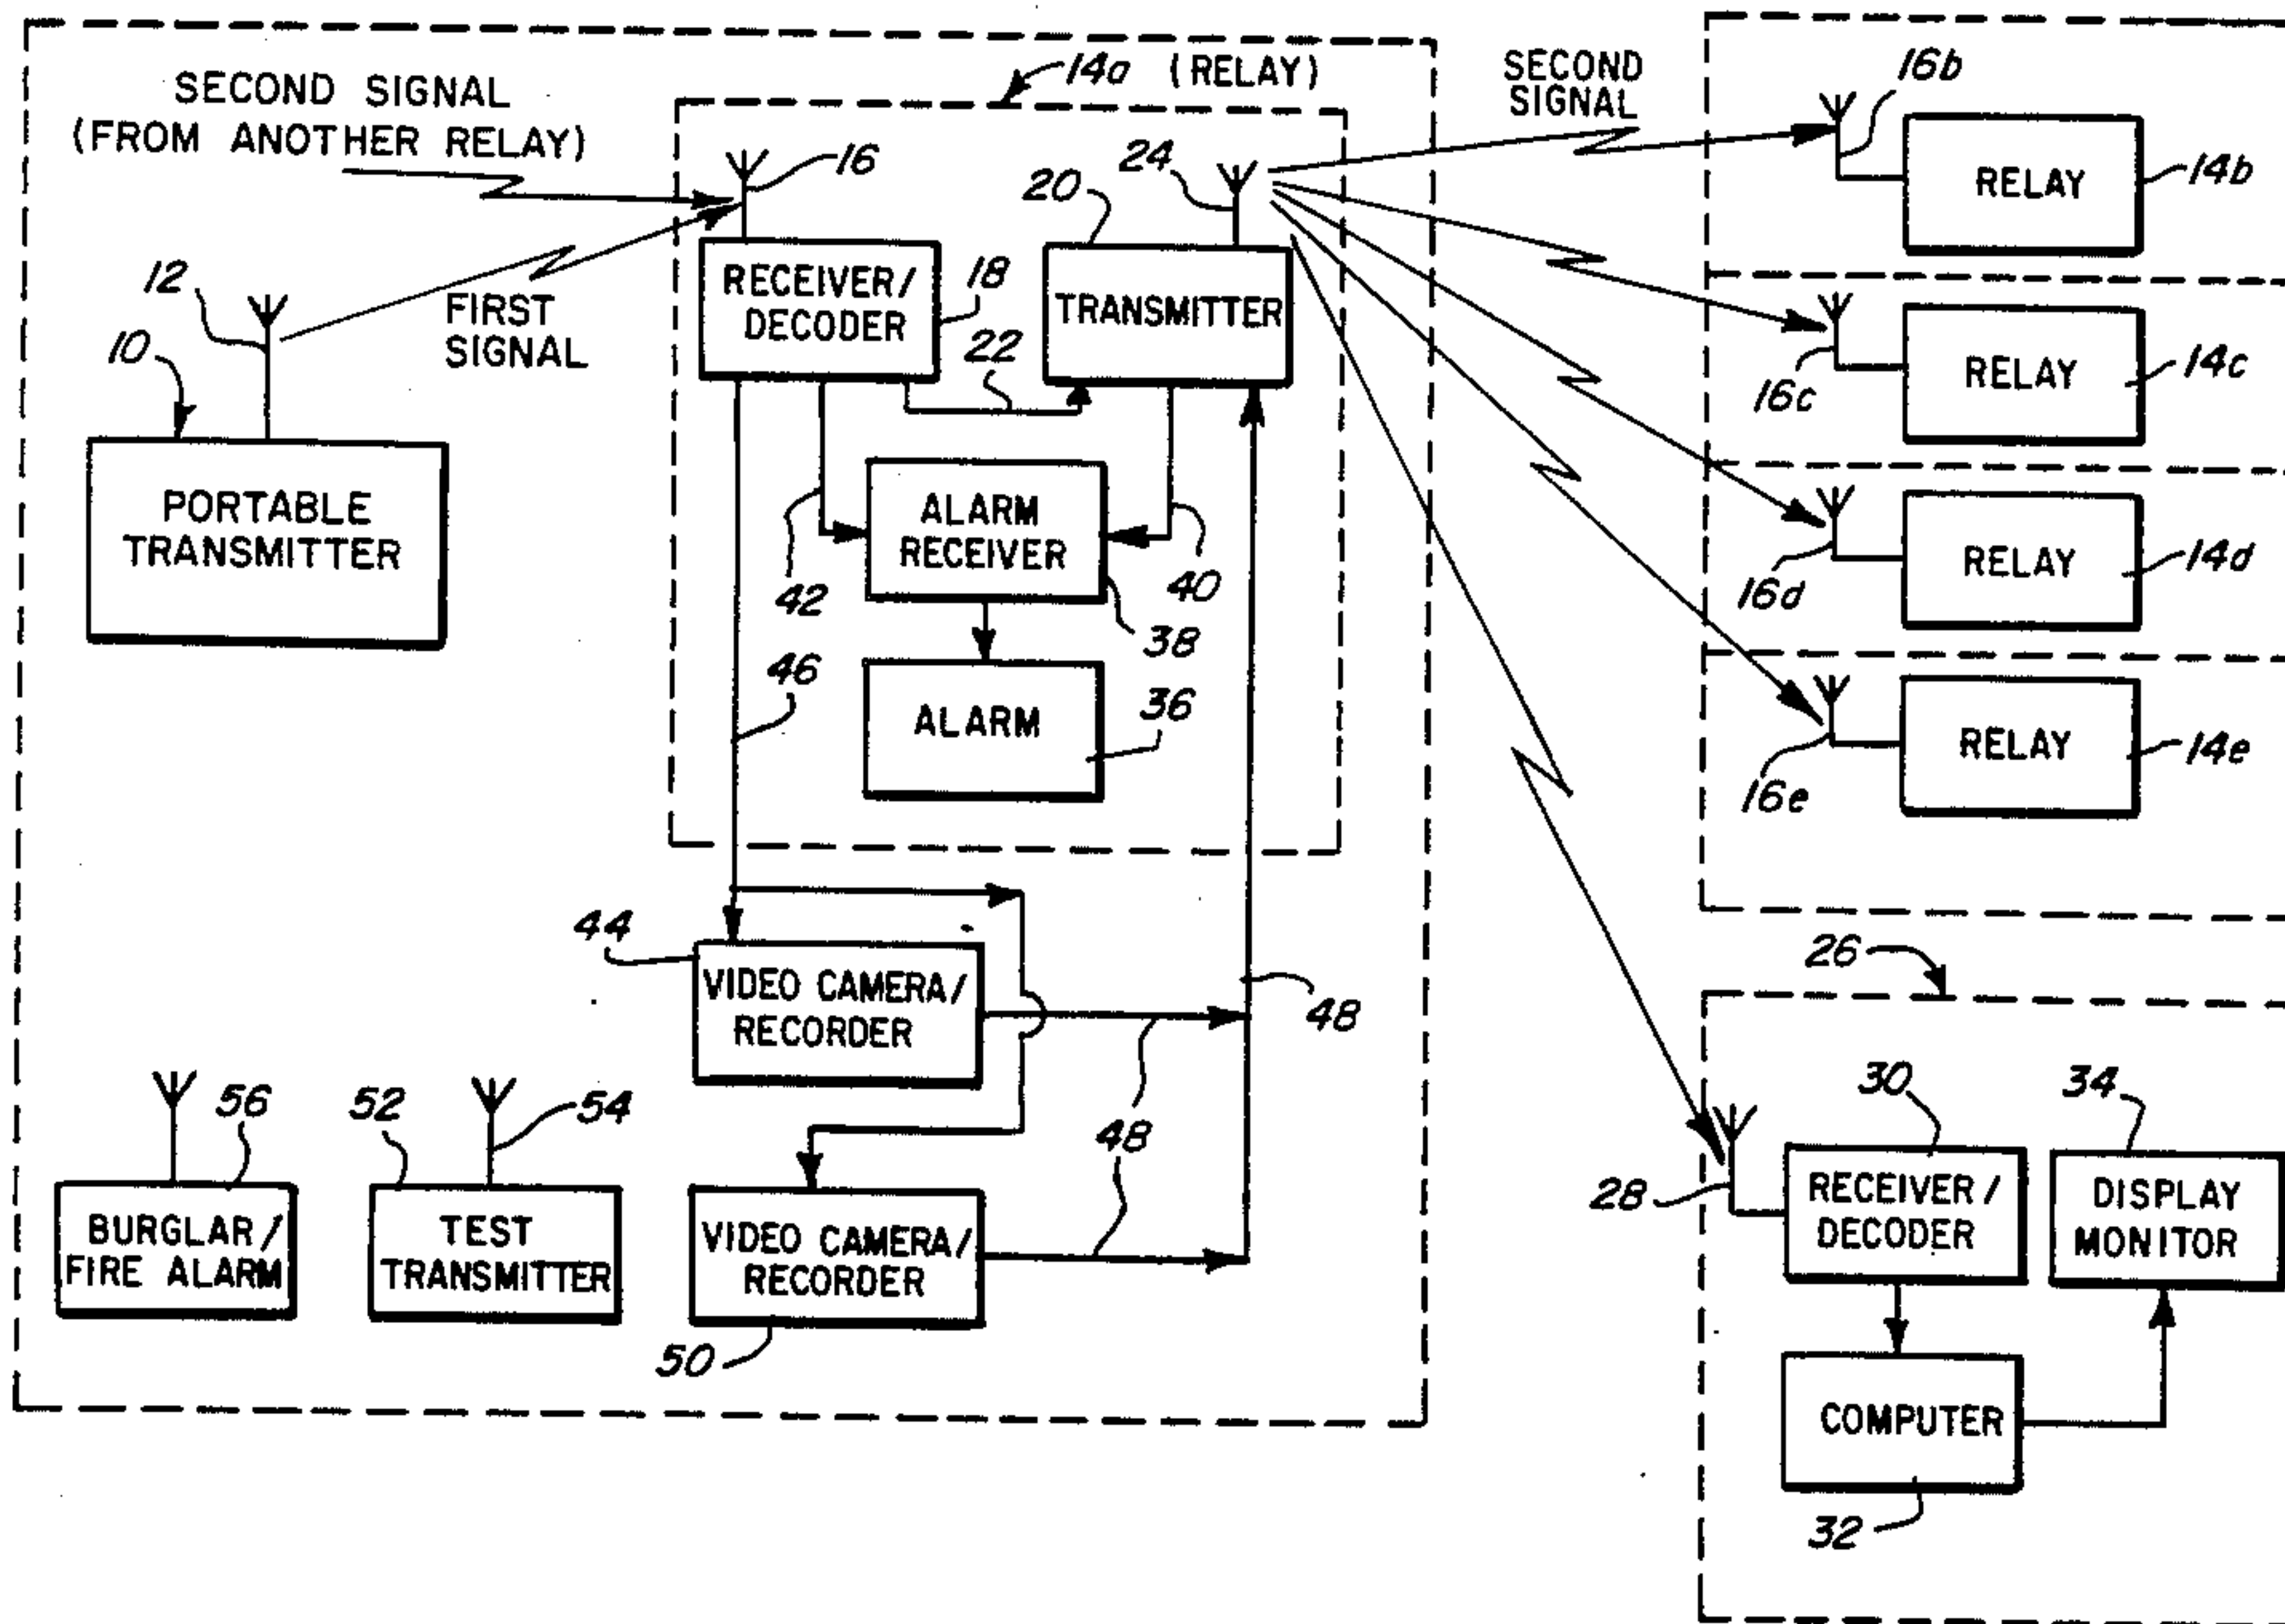 SECOND SIGNAL
(FROM ANOTHER RELAY)
14a (RELAY)
SECOND
SIGNAL
16b
RELAY
14b
16
24
20
12
10
FIRST
SIGNAL
RECEIVER/
DECODER
18
22
TRANSMITTER
16c
RELAY
14c
PORTABLE
TRANSMITTER
42
ALARM
RECEIVER
40
38
16d
RELAY
14d
46
ALARM
36
16e
RELAY
14e
44
VIDEO CAMERA/
RECORDER
48
26
56
BURGLAR/
FIRE ALARM
52
54
TEST
TRANSMITTER
48
VIDEO CAMERA/
RECORDER
50
28
30
RECEIVER/
DECODER
34
DISPLAY
MONITOR
COMPUTER
32